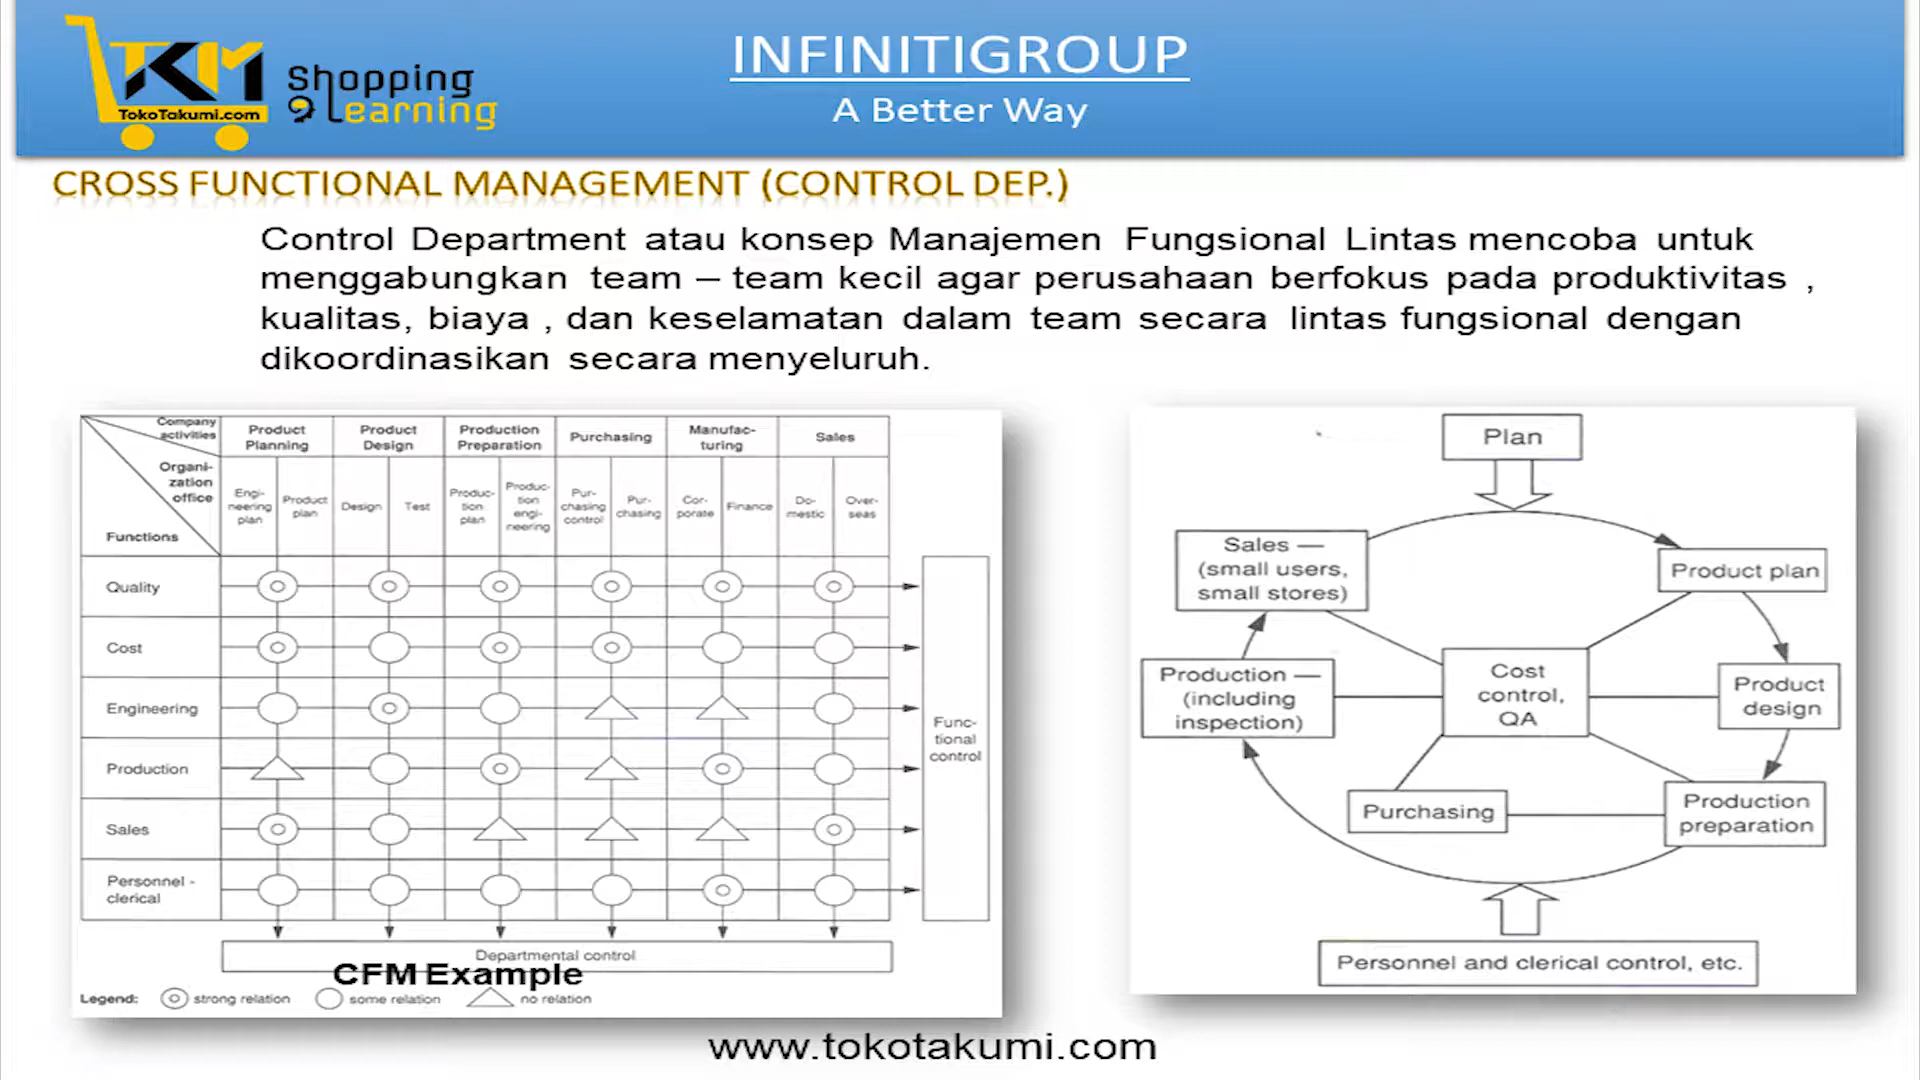 TKM
TokoTakumi.com
Shopping
Learning
INFINITIGROUP
A Better Way
CROSS FUNCTIONAL MANAGEMENT (CONTROL DEP.)
Control Department atau konsep Manajemen Fungsional Lintas mencoba untuk
menggabungkan team – team kecil agar perusahaan berfokus pada produktivitas ,
kualitas, biaya , dan keselamatan dalam team secara lintas fungsional dengan
dikoordinasikan secara menyeluruh.
Company
activities
Organi-
zation
office
Functions
Product
Planning
Product
Design
Production
Preparation
Purchasing
Manufac-
turing
Sales
Engi-
neering
plan
Product
plan
Design
Test
Produc-
tion
plan
Produc-
tion
engi-
neering
Pur-
chasing
control
Pur-
chasing
Cor-
porate
Finance
Do-
mestic
Over-
seas
Quality
Cost
Engineering
Production
Sales
Personnel -
clerical
Func-
tional
control
Departmental control
CFM Example
Legend: strong relation some relation no relation
Plan
Sales —
(small users,
small stores)
Product plan
Production —
(including
inspection)
Cost
control,
QA
Product
design
Purchasing
Production
preparation
Personnel and clerical control, etc.
www.tokotakumi.com